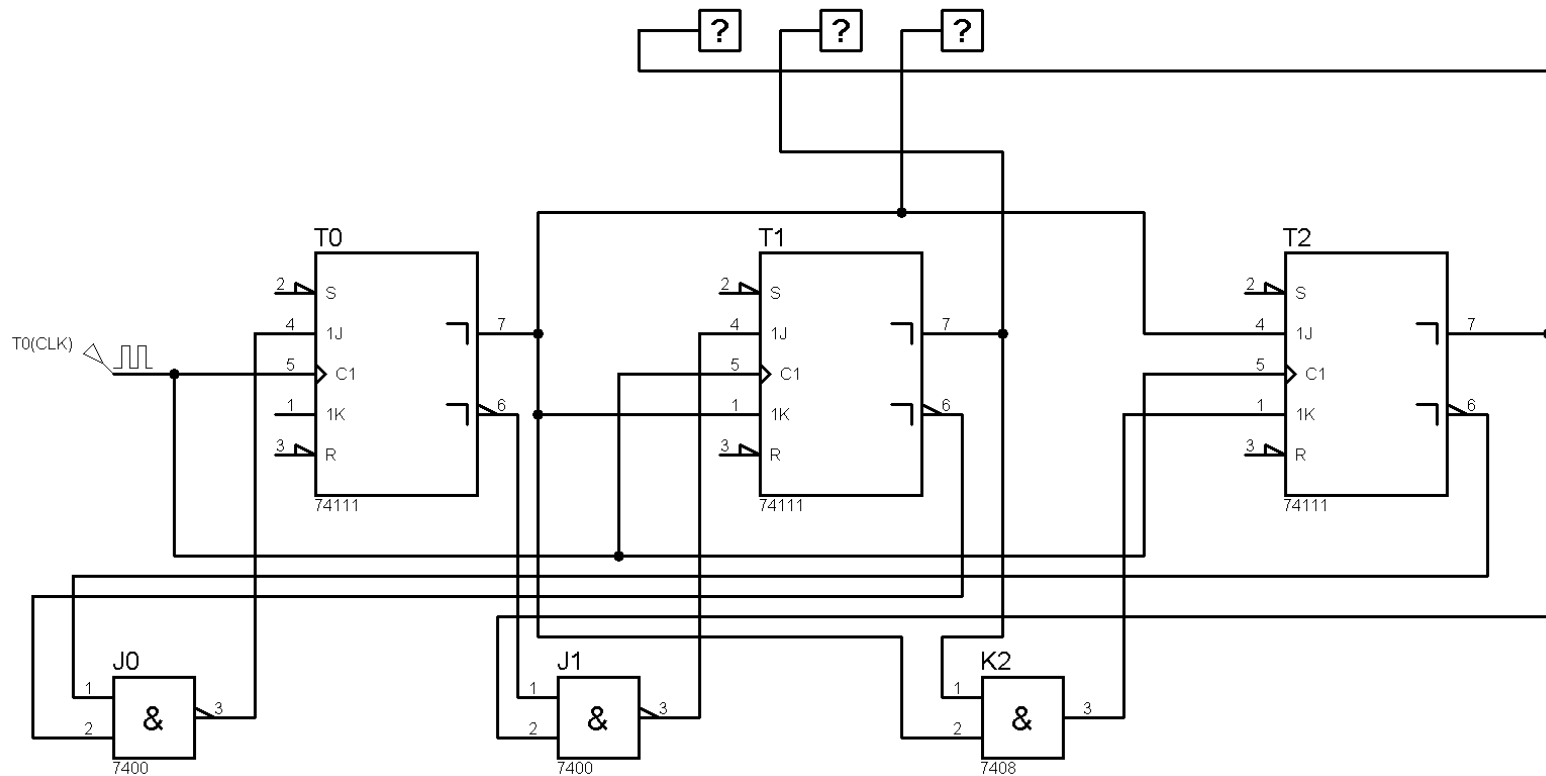 ? ? ?
T0 T1 T2
2 S 2 S 2 S
4 1J 7 4 1J 7 4 1J 7
T0(CLK)
5 C1 5 C1 5 C1
1 1K 6 1 1K 6 1 1K 6
3 R 3 R 3 R
74111 74111 74111
J0 J1 K2
1 1 1
& 3 & 3 & 3
2 2 2
7400 7400 7408